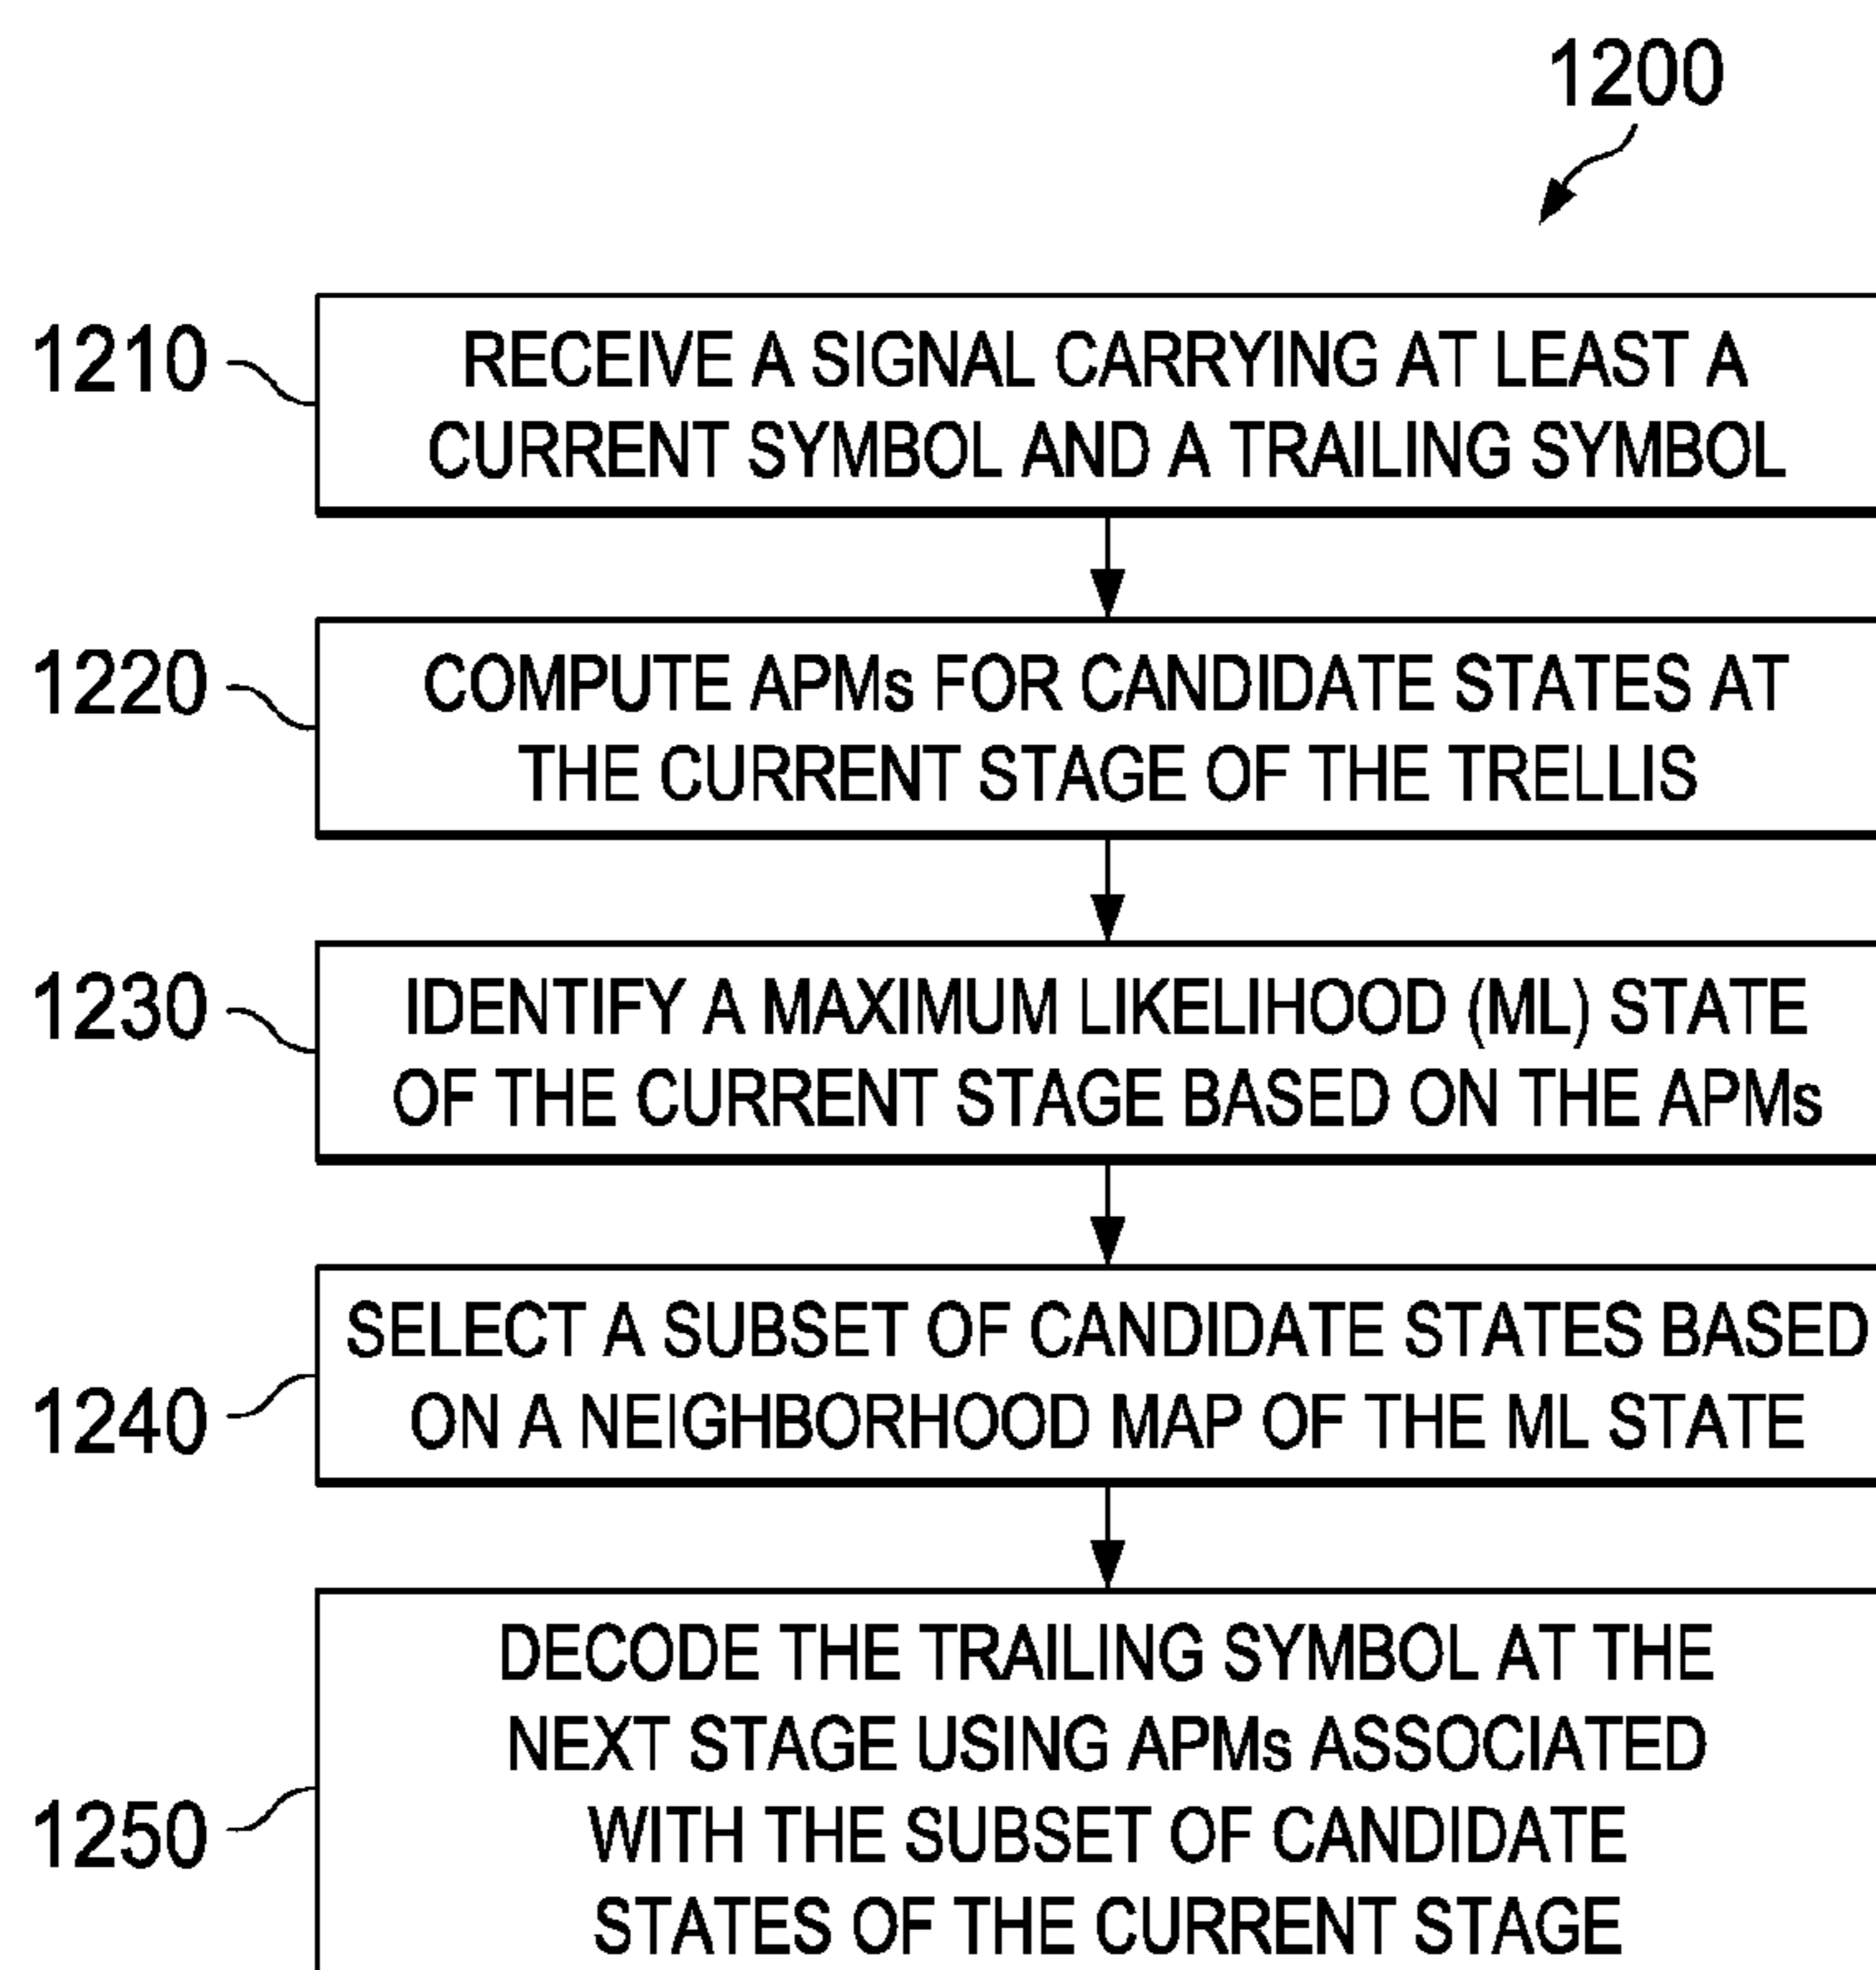 1200
1210
RECEIVE A SIGNAL CARRYING AT LEAST A
CURRENT SYMBOL AND A TRAILING SYMBOL
1220
COMPUTE APMs FOR CANDIDATE STATES AT
THE CURRENT STAGE OF THE TRELLIS
1230
IDENTIFY A MAXIMUM LIKELIHOOD (ML) STATE
OF THE CURRENT STAGE BASED ON THE APMs
1240
SELECT A SUBSET OF CANDIDATE STATES BASED
ON A NEIGHBORHOOD MAP OF THE ML STATE
1250
DECODE THE TRAILING SYMBOL AT THE
NEXT STAGE USING APMs ASSOCIATED
WITH THE SUBSET OF CANDIDATE
STATES OF THE CURRENT STAGE